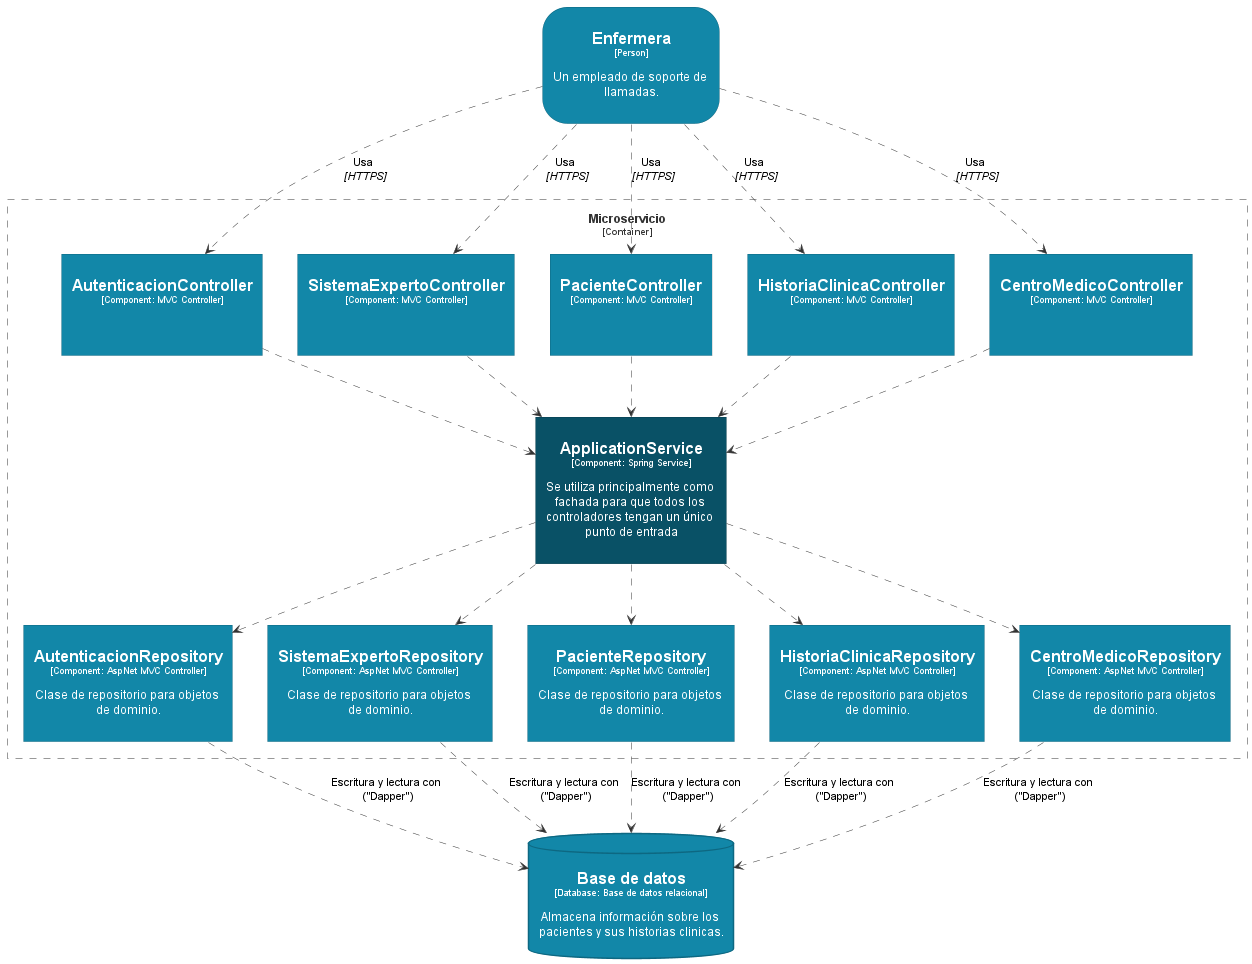 Enfermera
[Person]
Un empleado de soporte de
llamadas.
Usa
[HTTPS]
Usa
[HTTPS]
Usa
[HTTPS]
Usa
[HTTPS]
Usa
[HTTPS]
Microservicio
[Container]
AutenticacionController
[Component: MVC Controller]
SistemaExpertoController
[Component: MVC Controller]
PacienteController
[Component: MVC Controller]
HistoriaClinicaController
[Component: MVC Controller]
CentroMedicoController
[Component: MVC Controller]
ApplicationService
[Component: Spring Service]
Se utiliza principalmente como
fachada para que todos los
controladores tengan un único
punto de entrada
AutenticacionRepository
[Component: AspNet MVC Controller]
Clase de repositorio para objetos
de dominio.
SistemaExpertoRepository
[Component: AspNet MVC Controller]
Clase de repositorio para objetos
de dominio.
PacienteRepository
[Component: AspNet MVC Controller]
Clase de repositorio para objetos
de dominio.
HistoriaClinicaRepository
[Component: AspNet MVC Controller]
Clase de repositorio para objetos
de dominio.
CentroMedicoRepository
[Component: AspNet MVC Controller]
Clase de repositorio para objetos
de dominio.
Escritura y lectura con
("Dapper")
Escritura y lectura con
("Dapper")
Escritura y lectura con
("Dapper")
Escritura y lectura con
("Dapper")
Escritura y lectura con
("Dapper")
Base de datos
[Database: Base de datos relacional]
Almacena información sobre los
pacientes y sus historias clinicas.